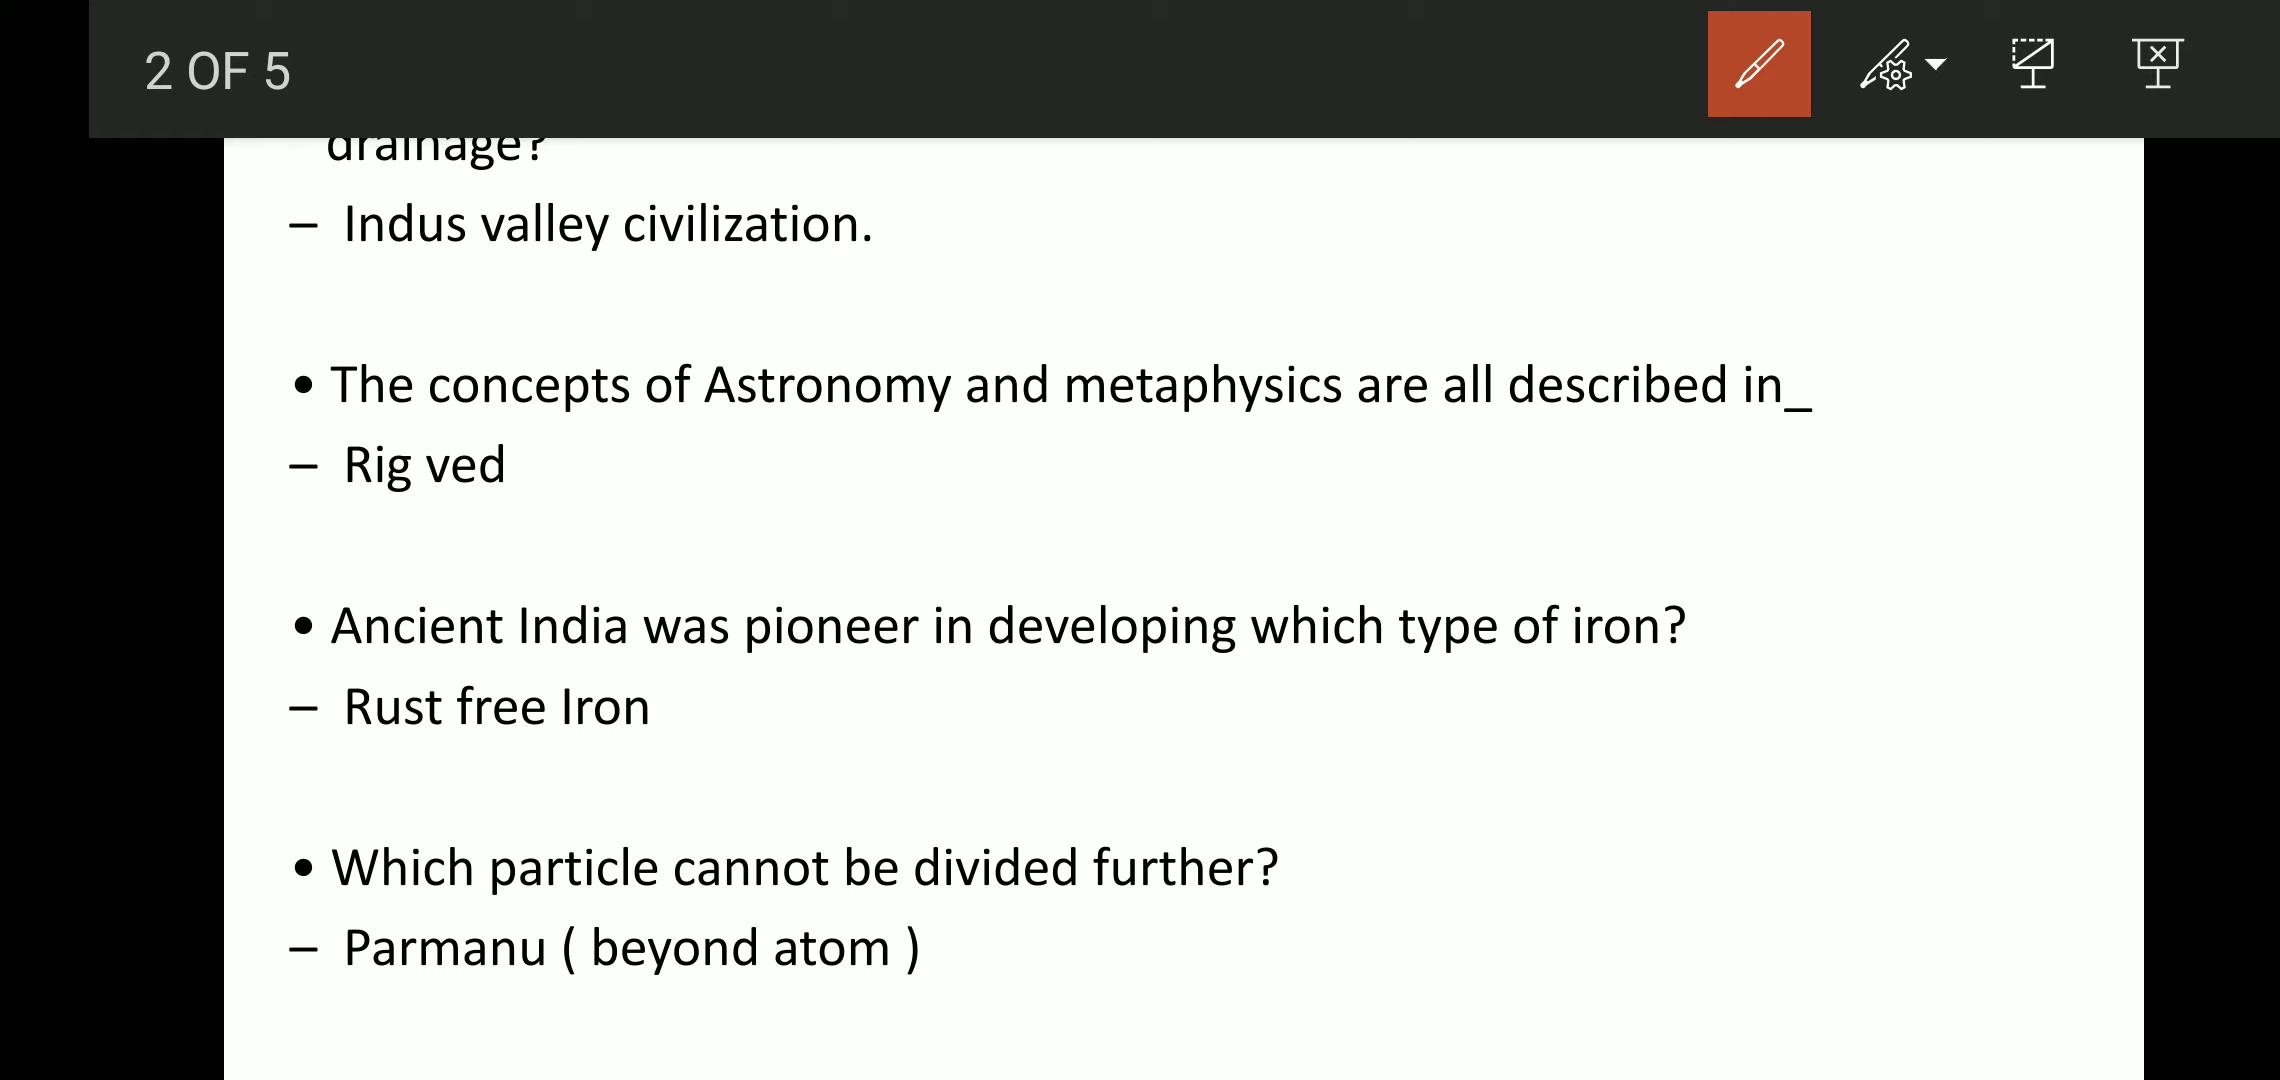 2 OF 5
drainage?
– Indus valley civilization.
• The concepts of Astronomy and metaphysics are all described in_
– Rig ved
• Ancient India was pioneer in developing which type of iron?
– Rust free Iron
• Which particle cannot be divided further?
– Parmanu ( beyond atom )